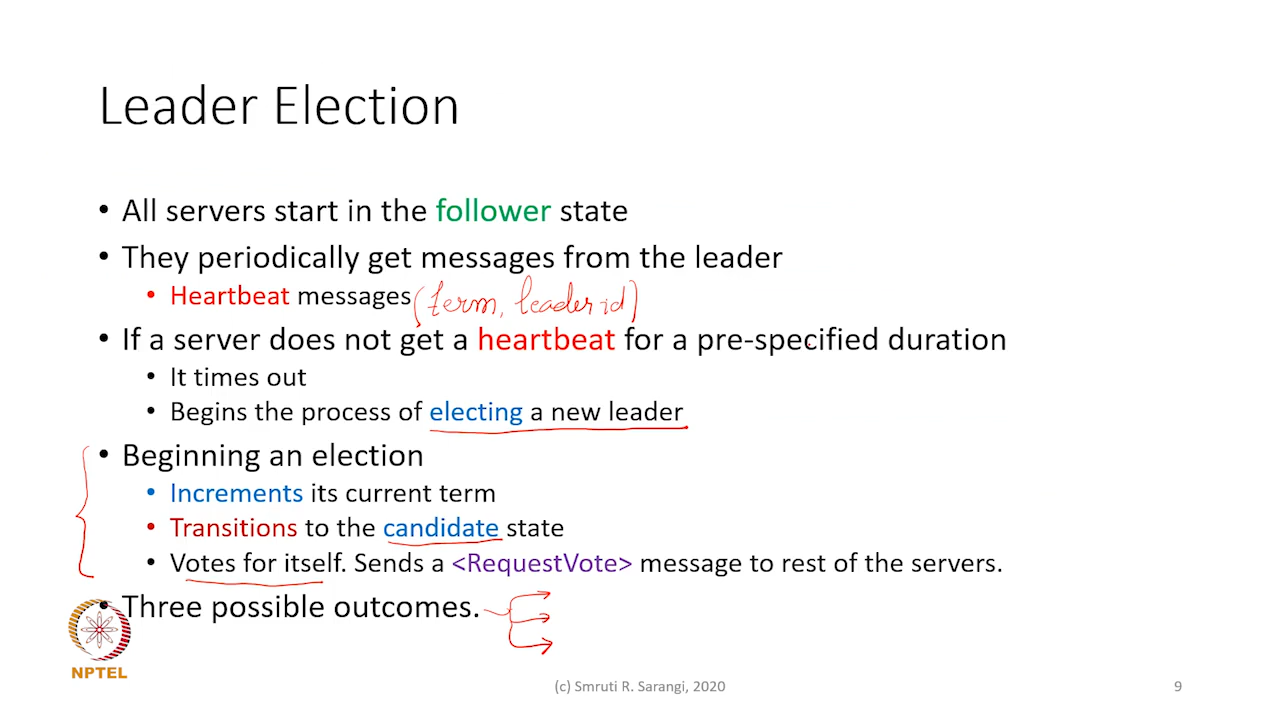 Leader Election
• All servers start in the follower state
• They periodically get messages from the leader
• Heartbeat messages (term, leader id)
• If a server does not get a heartbeat for a pre-specified duration
• It times out
• Begins the process of electing a new leader
• Beginning an election
• Increments its current term
• Transitions to the candidate state
• Votes for itself. Sends a <RequestVote> message to rest of the servers.
• Three possible outcomes.
NPTEL
(c) Smruti R. Sarangi, 2020
9